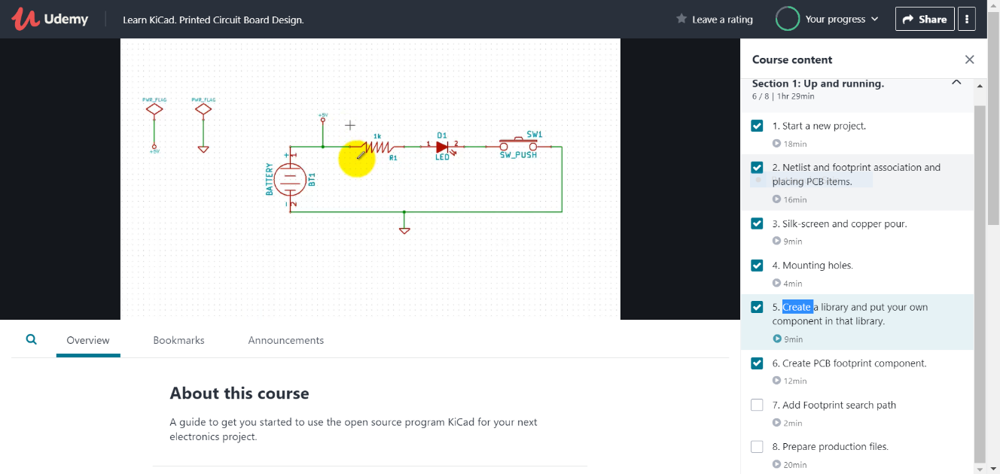 Udemy
Learn KiCad. Printed Circuit Board Design.
Leave a rating
Your progress
Share
PWR_FLAG
PWR_FLAG
+5V
+5V
1k
R1
D1
1
2
LED
SW1
SW_PUSH
BATTERY
+
1
BT1
2
Course content
Section 1: Up and running.
6 / 8 | 1hr 29min
1. Start a new project.
18min
2. Netlist and footprint association and
placing PCB items.
16min
3. Silk-screen and copper pour.
9min
4. Mounting holes.
4min
5. Create a library and put your own
component in that library.
9min
6. Create PCB footprint component.
12min
7. Add Footprint search path
2min
8. Prepare production files.
20min
Overview
Bookmarks
Announcements
About this course
A guide to get you started to use the open source program KiCad for your next
electronics project.